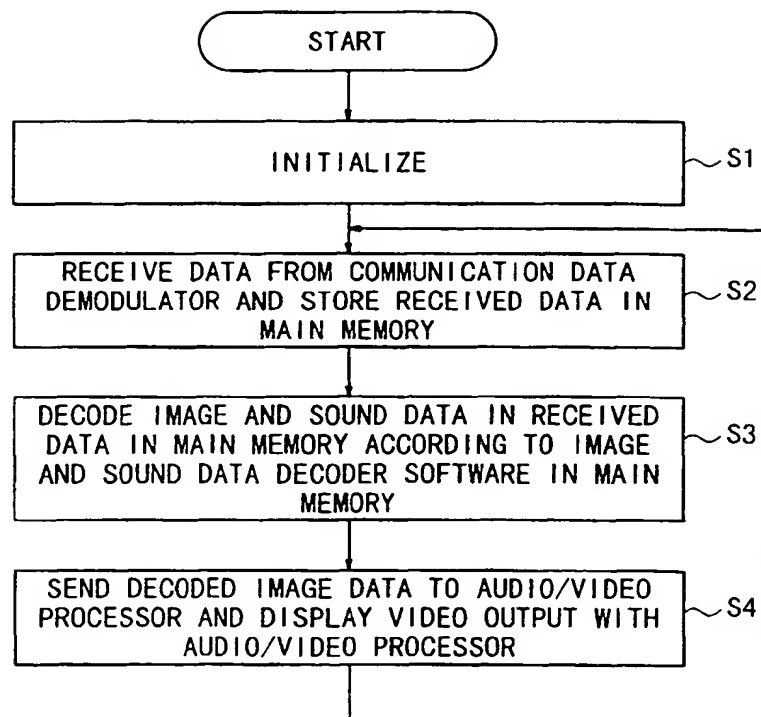 START
INITIALIZE
S1
RECEIVE DATA FROM COMMUNICATION DATA
DEMODULATOR AND STORE RECEIVED DATA IN
MAIN MEMORY
S2
DECODE IMAGE AND SOUND DATA IN RECEIVED
DATA IN MAIN MEMORY ACCORDING TO IMAGE
AND SOUND DATA DECODER SOFTWARE IN MAIN
MEMORY
S3
SEND DECODED IMAGE DATA TO AUDIO/VIDEO
PROCESSOR AND DISPLAY VIDEO OUTPUT WITH
AUDIO/VIDEO PROCESSOR
S4